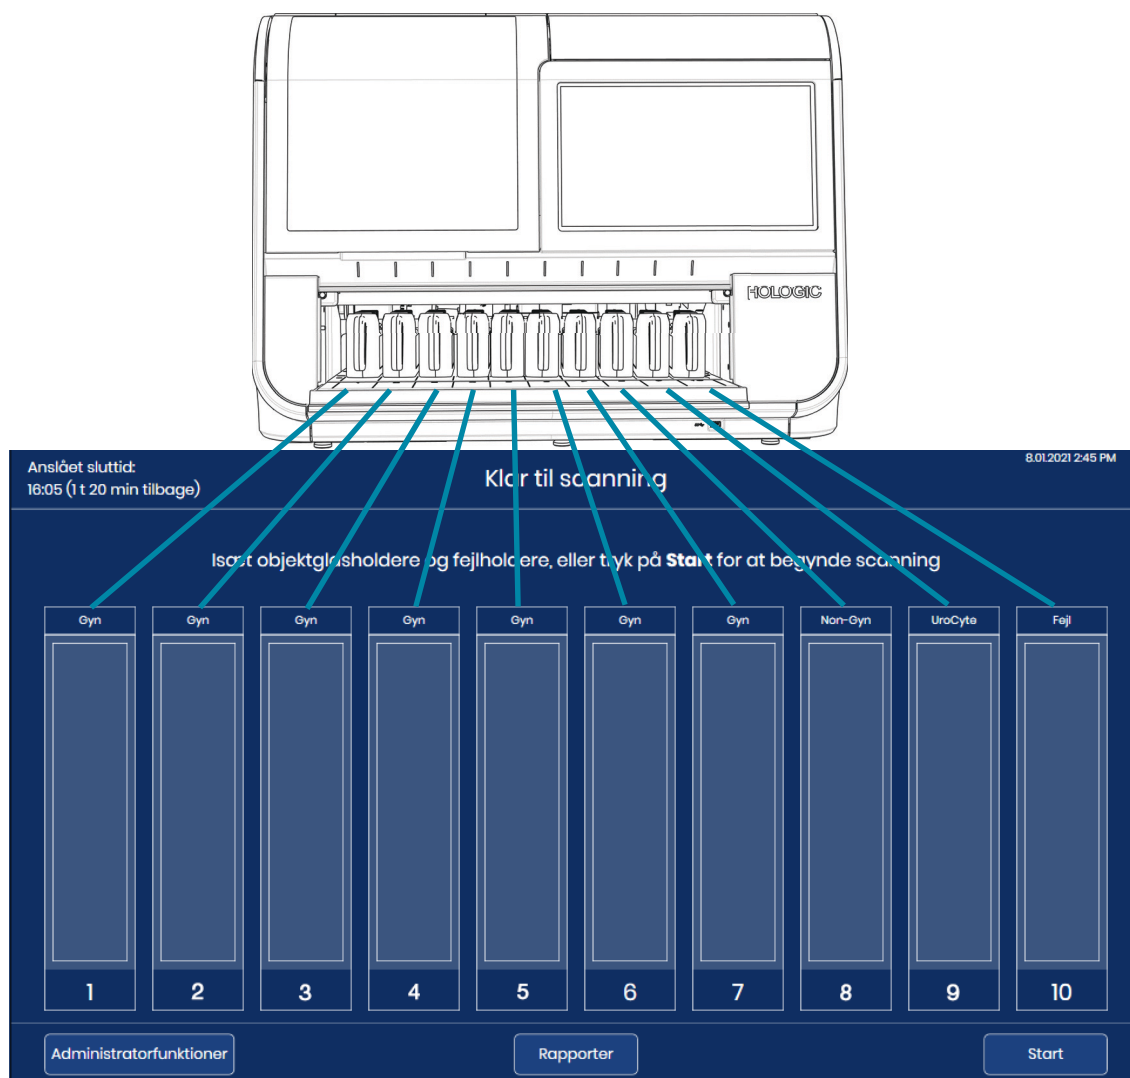 HOLOGIC
Anslået sluttid:
16:05 (1 t 20 min tilbage)
Klar til scanning
8.01.2021 2:45 PM
Isæt objektglasholdere og fejlholdere, eller tryk på Start for at begynde scanning
Gyn Gyn Gyn Gyn Gyn Gyn Gyn Non-Gyn UroCyte Fejl
1 2 3 4 5 6 7 8 9 10
Administratorfunktioner Rapporter Start